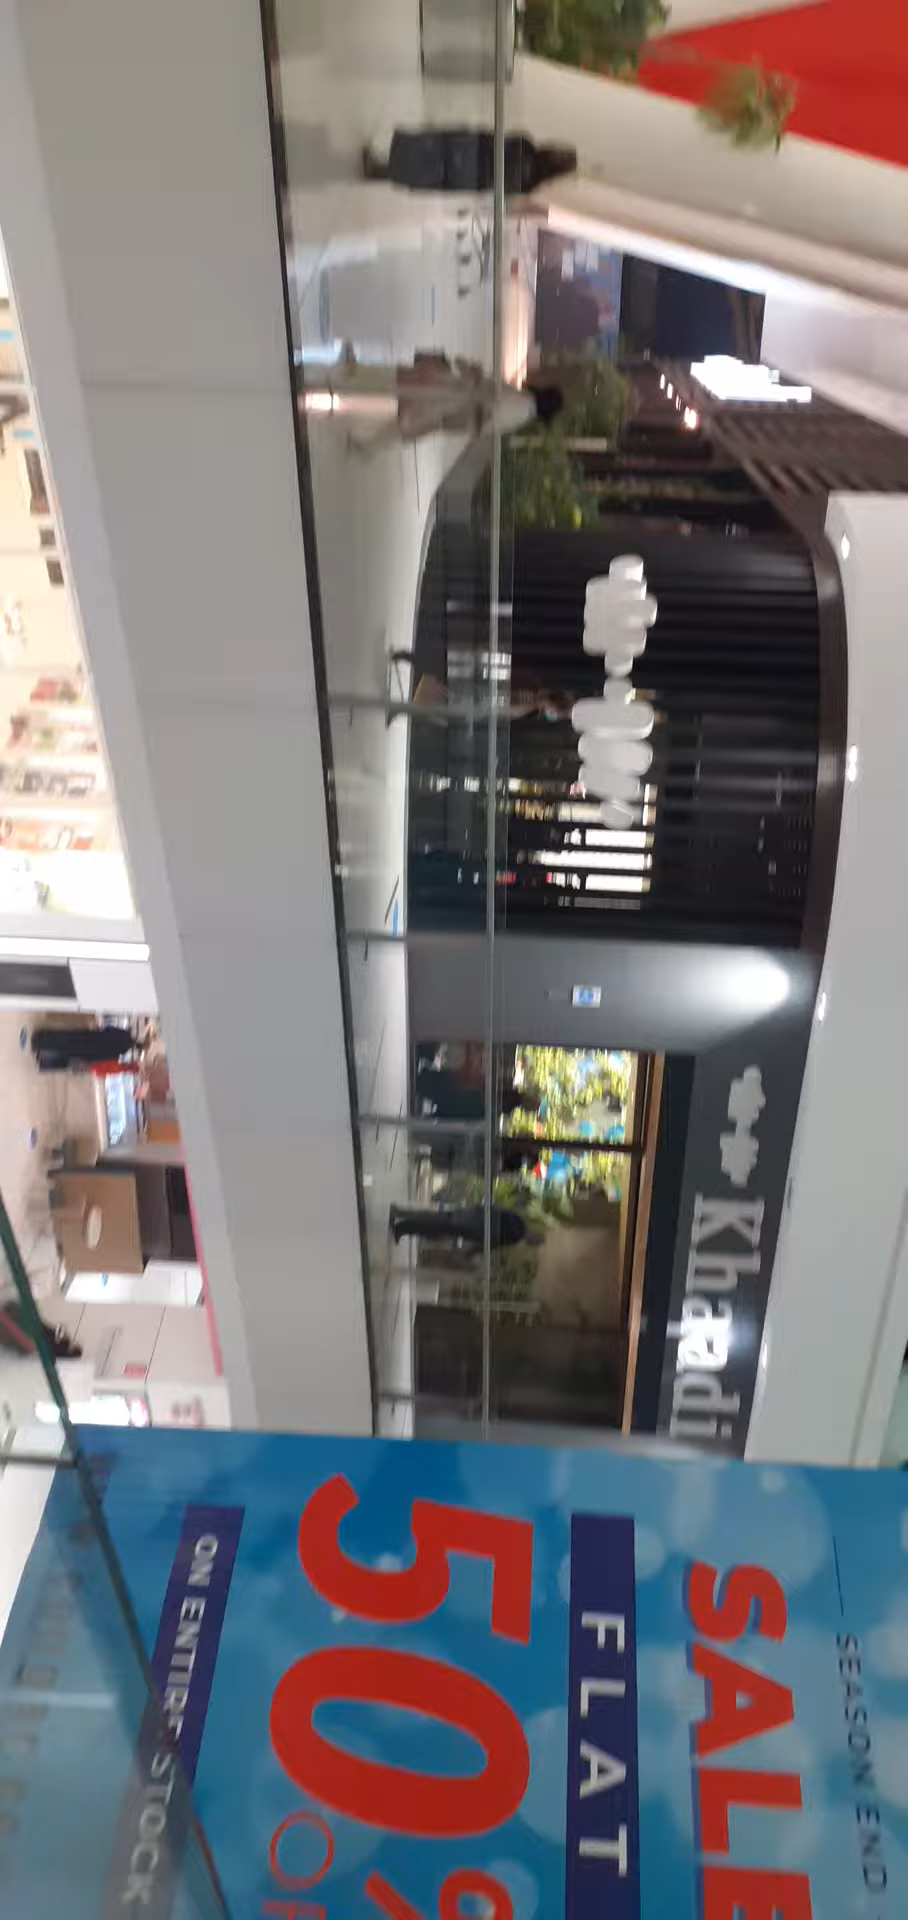 Khaadi
SEASON END
SALE
FLAT
50%
ON ENTIRE STOCK